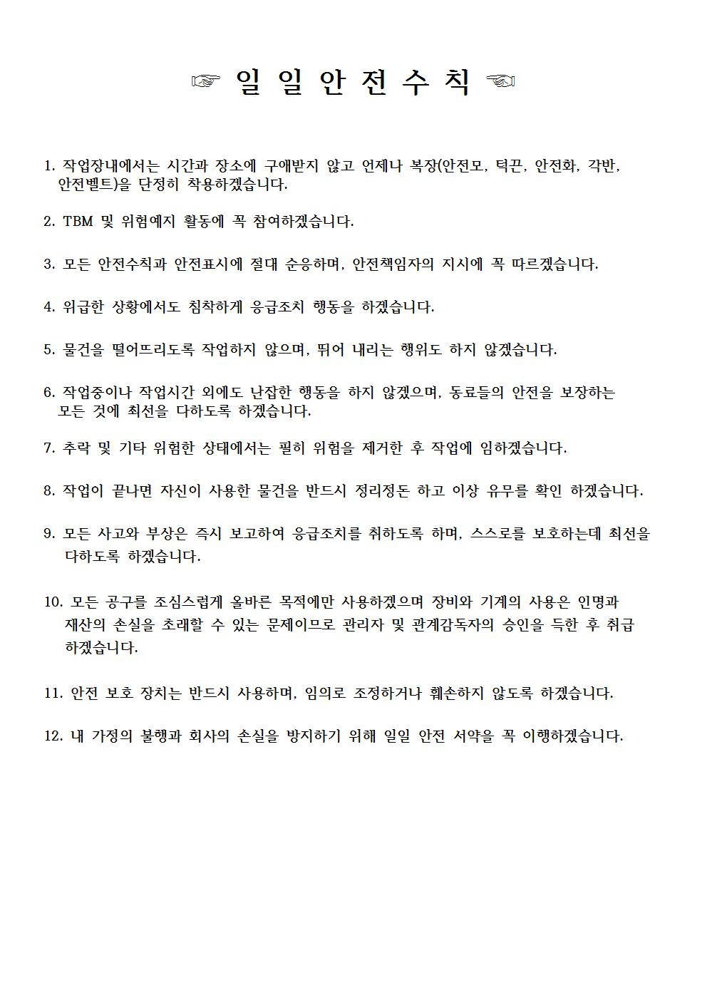 ☞ 일 일 안 전 수 칙 ☜
1. 작업장내에서는 시간과 장소에 구애받지 않고 언제나 복장(안전모, 턱끈, 안전화, 각반,
안전벨트)을 단정히 착용하겠습니다.
2. TBM 및 위험예지 활동에 꼭 참여하겠습니다.
3. 모든 안전수칙과 안전표시에 절대 순응하며, 안전책임자의 지시에 꼭 따르겠습니다.
4. 위급한 상황에서도 침착하게 응급조치 행동을 하겠습니다.
5. 물건을 떨어뜨리도록 작업하지 않으며, 뛰어 내리는 행위도 하지 않겠습니다.
6. 작업중이나 작업시간 외에도 난잡한 행동을 하지 않겠으며, 동료들의 안전을 보장하는
모든 것에 최선을 다하도록 하겠습니다.
7. 추락 및 기타 위험한 상태에서는 필히 위험을 제거한 후 작업에 임하겠습니다.
8. 작업이 끝나면 자신이 사용한 물건을 반드시 정리정돈 하고 이상 유무를 확인 하겠습니다.
9. 모든 사고와 부상은 즉시 보고하여 응급조치를 취하도록 하며, 스스로를 보호하는데 최선을
다하도록 하겠습니다.
10. 모든 공구를 조심스럽게 올바른 목적에만 사용하겠으며 장비와 기계의 사용은 인명과
재산의 손실을 초래할 수 있는 문제이므로 관리자 및 관계감독자의 승인을 득한 후 취급
하겠습니다.
11. 안전 보호 장치는 반드시 사용하며, 임의로 조정하거나 훼손하지 않도록 하겠습니다.
12. 내 가정의 불행과 회사의 손실을 방지하기 위해 일일 안전 서약을 꼭 이행하겠습니다.